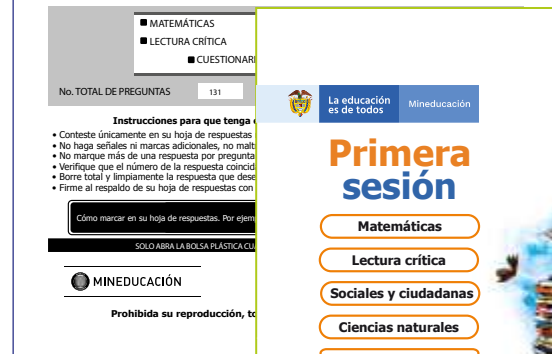 MATEMÁTICAS
LECTURA CRÍTICA
CUESTIONARI
No. TOTAL DE PREGUNTAS 131
Instrucciones para que tenga
• Conteste únicamente en su hoja de respuestas
• No haga señales ni marcas adicionales, no malt
• No marque más de una respuesta por pregunta
• Verifique que el número de la respuesta coincid
• Borre total y limpiamente la respuesta que dese
• Firme al respaldo de su hoja de respuestas con
Cómo marcar en su hoja de respuestas. Por ejem
SOLO ABRA LA BOLSA PLÁSTICA CUA
MINEDUCACIÓN
Prohibida su reproducción, to
La educación
es de todos
Mineducación
Primera
sesión
Matemáticas
Lectura crítica
Sociales y ciudadanas
Ciencias naturales